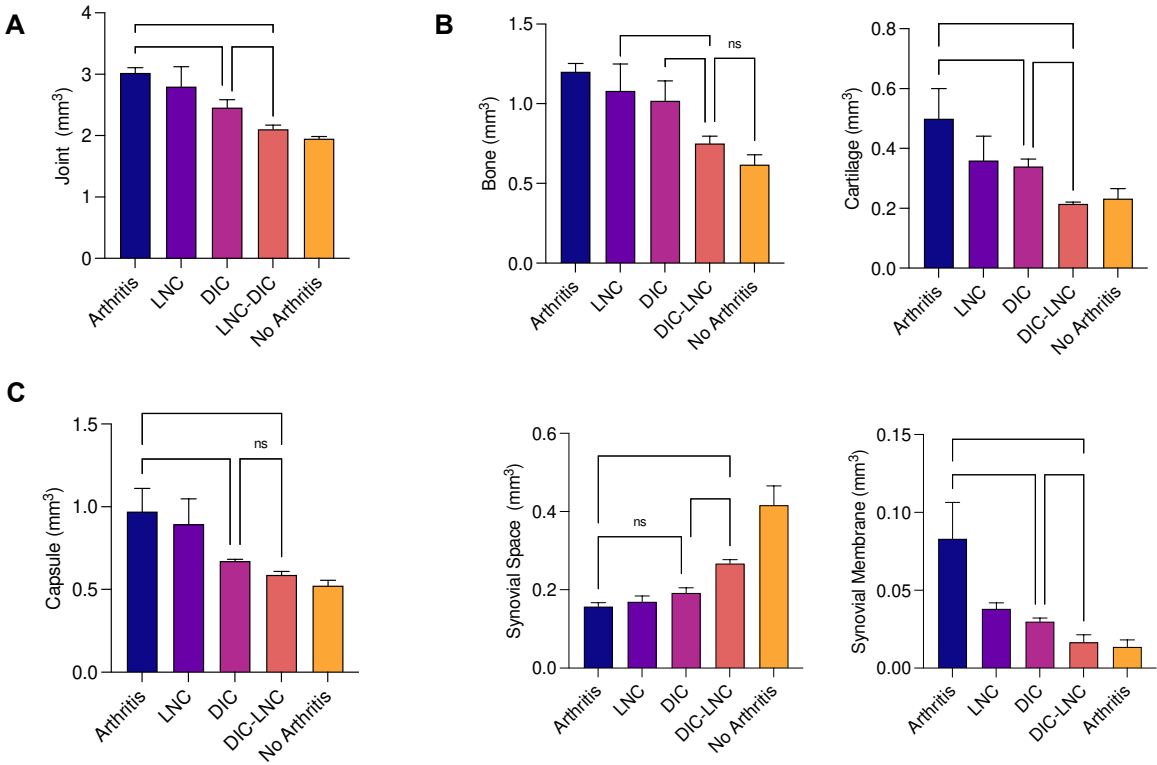 A
Joint (mm³)
4
3
2
1
0
Arthritis
LNC
DIC
LNC-DIC
No Arthritis
B
Bone (mm³)
1.5
1.0
0.5
0.0
ns
Arthritis
LNC
DIC
DIC-LNC
No Arthritis
Cartilage (mm³)
0.8
0.6
0.4
0.2
0.0
Arthritis
LNC
DIC
DIC-LNC
No Arthritis
C
Capsule (mm³)
1.5
1.0
0.5
0.0
ns
Arthritis
LNC
DIC
DIC-LNC
No Arthritis
Synovial Space (mm³)
0.6
0.4
0.2
0.0
ns
Arthritis
LNC
DIC
DIC-LNC
No Arthritis
Synovial Membrane (mm³)
0.15
0.10
0.05
0.00
Arthritis
LNC
DIC
DIC-LNC
Arthritis